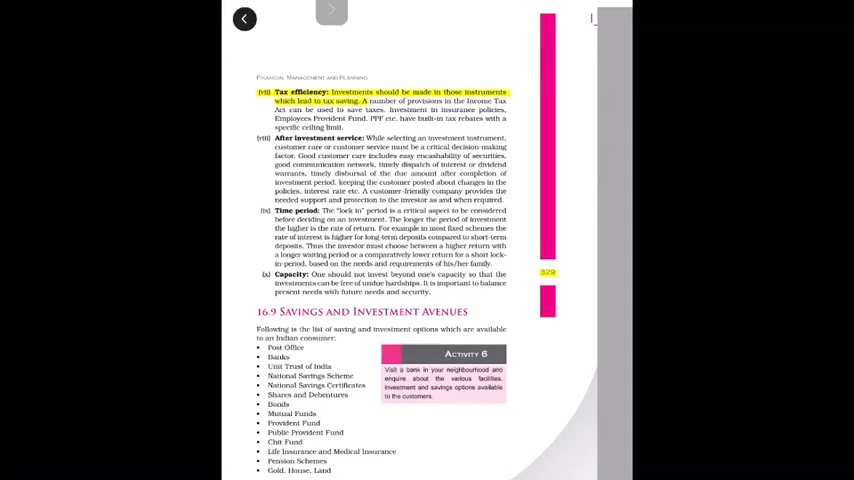 FINANCIAL MANAGEMENT AND PLANNING
(vii) Tax efficiency: Investments should be made in those instruments
which lead to tax saving. A number of provisions in the Income Tax
Act can be used to save taxes. Investment in insurance policies,
Employees Provident Fund, PPF etc. have built-in tax rebates with a
specific ceiling limit.
(viii) After investment service: While selecting an investment instrument,
customer care or customer service must be a critical decision-making
factor. Good customer care includes easy encashability of securities,
good communication network, timely dispatch of interest or dividend
warrants, timely disbursal of the due amount after completion of
investment period, keeping the customer posted about changes in the
policies, interest rate etc. A customer-friendly company provides the
needed support and protection to the investor as and when required.
(ix) Time period: The "lock in" period is a critical aspect to be considered
before deciding on an investment. The longer the period of investment
the higher is the rate of return. For example in most fixed schemes the
rate of interest is higher for long-term deposits compared to short-term
deposits. Thus the investor must choose between a higher return with
a longer waiting period or a comparatively lower return for a short lock-
in-period, based on the needs and requirements of his/her family.
329
(x) Capacity: One should not invest beyond one's capacity so that the
investments can be free of undue hardships. It is important to balance
present needs with future needs and security.
16.9 SAVINGS AND INVESTMENT AVENUES
Following is the list of saving and investment options which are available
to an Indian consumer:
• Post Office
• Banks
• Unit Trust of India
• National Savings Scheme
• National Savings Certificates
• Shares and Debentures
• Bonds
• Mutual Funds
• Provident Fund
• Public Provident Fund
• Chit Fund
• Life Insurance and Medical Insurance
• Pension Schemes
• Gold, House, Land
ACTIVITY 6
Visit a bank in your neighbourhood and
enquire about the various facilities,
investment and savings options available
to the customers.